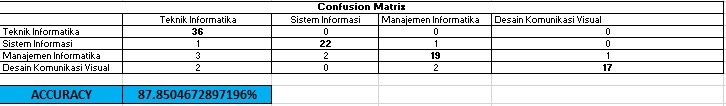 Confusion Matrix
Teknik Informatika Sistem Informasi Manajemen Informatika Desain Komunikasi Visual
Teknik Informatika 36 0 0 0
Sistem Informasi 1 22 1 0
Manajemen Informatika 3 2 19 1
Desain Komunikasi Visual 2 0 2 17
ACCURACY 87.8504672897196%